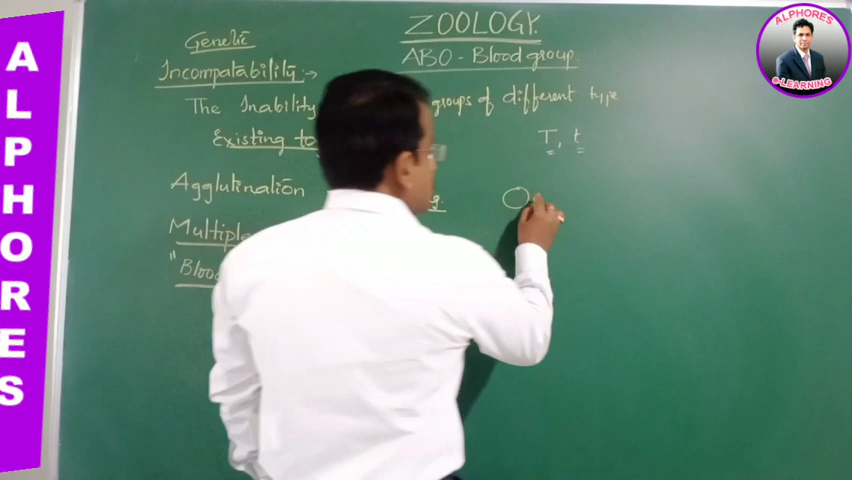 ALPHORES
ZOOLOGY.
Genetic
ABO - Blood group.
Incompatability :→
The Inability groups of different type
Existing to
T, t
Agglutination g.
O
Multiple
"Blood
ALPHORES
e-LEARNING